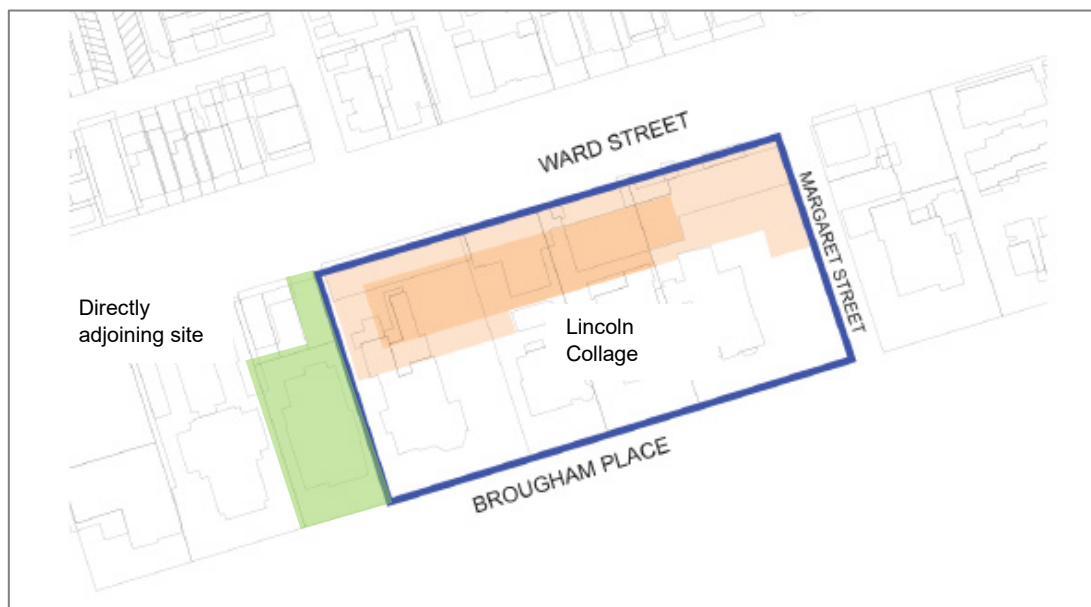 WARD STREET
MARGARET STREET
Directly
adjoining site
Lincoln
Collage
BROUGHAM PLACE